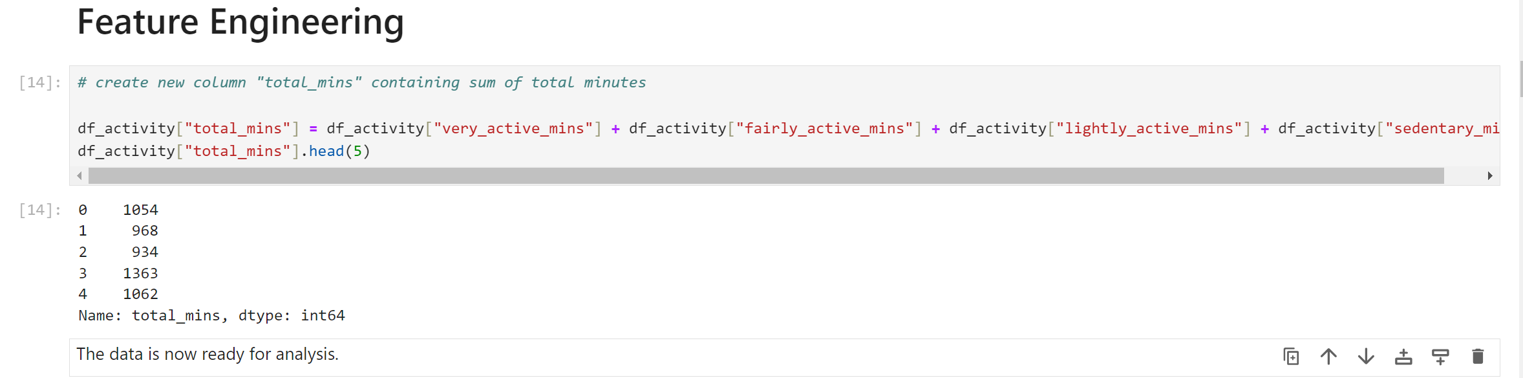 Feature Engineering
[14]: # create new column "total_mins" containing sum of total minutes
df_activity["total_mins"] = df_activity["very_active_mins"] + df_activity["fairly_active_mins"] + df_activity["lightly_active_mins"] + df_activity["sedentary_mi
df_activity["total_mins"].head(5)
[14]: 0 1054
1 968
2 934
3 1363
4 1062
Name: total_mins, dtype: int64
The data is now ready for analysis.